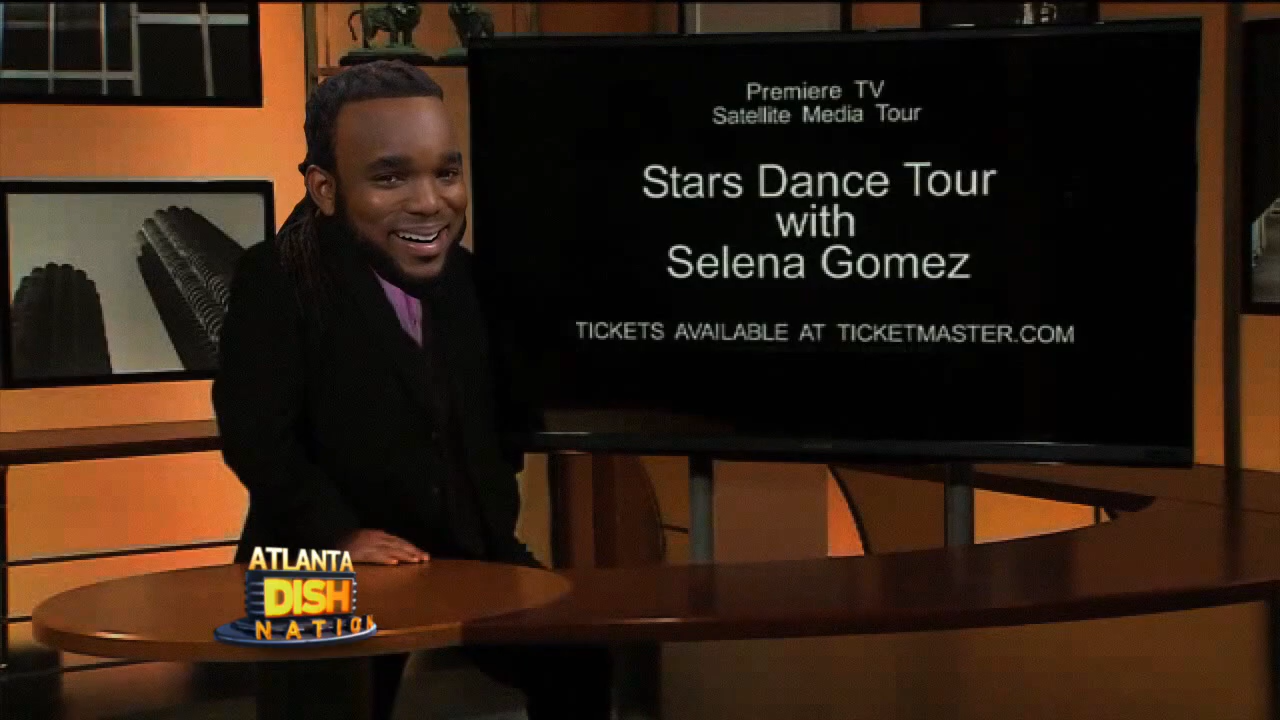 Premiere TV
Satellite Media Tour
Stars Dance Tour
with
Selena Gomez
TICKETS AVAILABLE AT TICKETMASTER.COM
ATLANTA
DISH
NATION